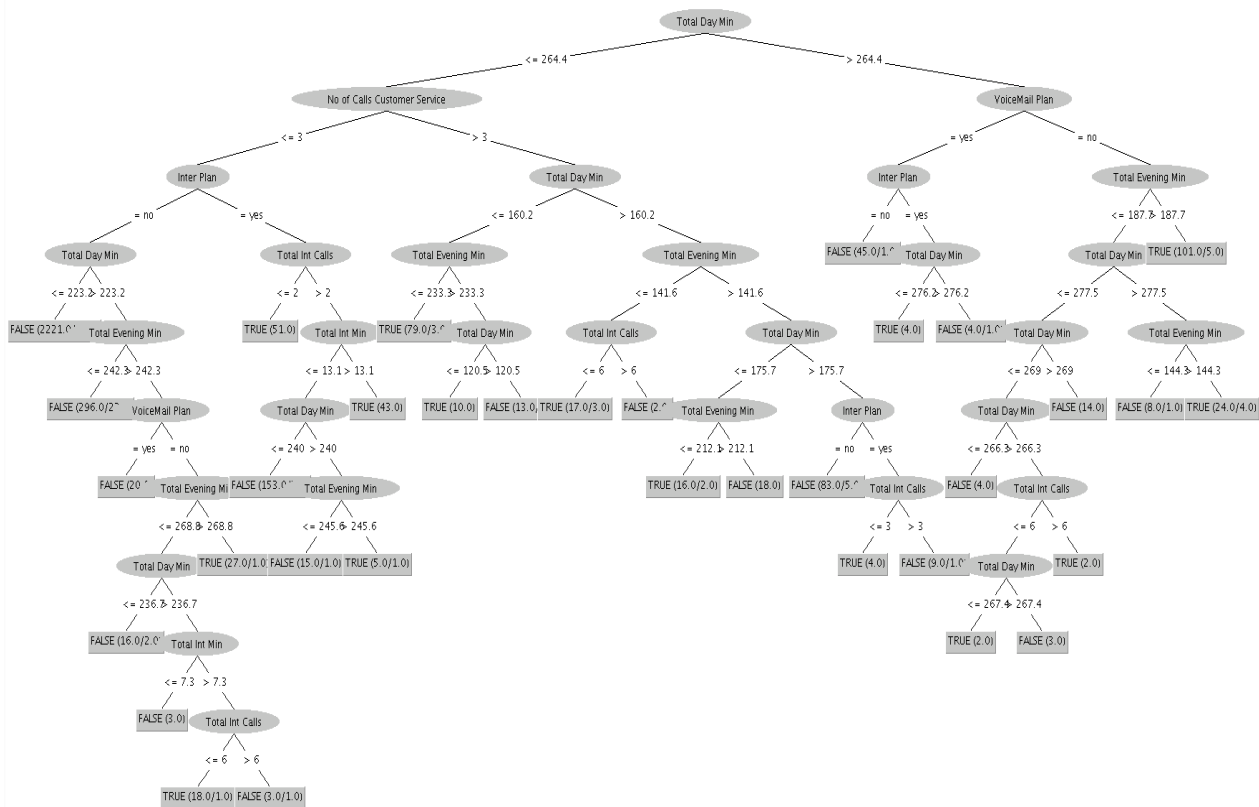 Total Day Min
<= 264.4 > 264.4
No of Calls Customer Service VoiceMail Plan
<= 3 > 3 = yes = no
Inter Plan Total Day Min Inter Plan Total Evening Min
= no = yes <= 160.2 > 160.2 = no = yes <= 187.7 > 187.7
Total Day Min Total Int Calls Total Evening Min Total Evening Min FALSE (45.0/1.0 Total Day Min Total Day Min TRUE (101.0/5.0)
<= 223.2 > 223.2 <= 2 > 2 <= 233.3 > 233.3 <= 141.6 > 141.6 <= 276.2 > 276.2 <= 277.5 > 277.5
FALSE (2221.0 Total Evening Min TRUE (51.0) Total Int Min TRUE (79.0/3.0 Total Day Min Total Int Calls Total Day Min TRUE (4.0) FALSE (4.0/1.0) Total Day Min Total Evening Min
<= 242.3 > 242.3 <= 13.1 > 13.1 <= 120.5 > 120.5 <= 6 > 6 <= 175.7 > 175.7 <= 269 > 269 <= 144.3 > 144.3
FALSE (296.0/2 VoiceMail Plan Total Day Min TRUE (43.0) TRUE (10.0) FALSE (13.0 TRUE (17.0/3.0) FALSE (2.0 Total Evening Min Inter Plan Total Day Min FALSE (14.0) FALSE (8.0/1.0) TRUE (24.0/4.0)
= yes = no <= 240 > 240 <= 212.1 > 212.1 = no = yes <= 266.3 > 266.3
FALSE (20 Total Evening Mi FALSE (153.0 Total Evening Min TRUE (16.0/2.0) FALSE (18.0) FALSE (83.0/5. Total Int Calls FALSE (4.0) Total Int Calls
<= 268.8 > 268.8 <= 245.6 > 245.6 <= 3 > 3 <= 6 > 6
Total Day Min TRUE (27.0/1.0) FALSE (15.0/1.0) TRUE (5.0/1.0) TRUE (4.0) FALSE (9.0/1.0 Total Day Min TRUE (2.0)
<= 236.7 > 236.7 <= 267.4 > 267.4
FALSE (16.0/2.0 Total Int Min TRUE (2.0) FALSE (3.0)
<= 7.3 > 7.3
FALSE (3.0) Total Int Calls
<= 6 > 6
TRUE (18.0/1.0) FALSE (3.0/1.0)